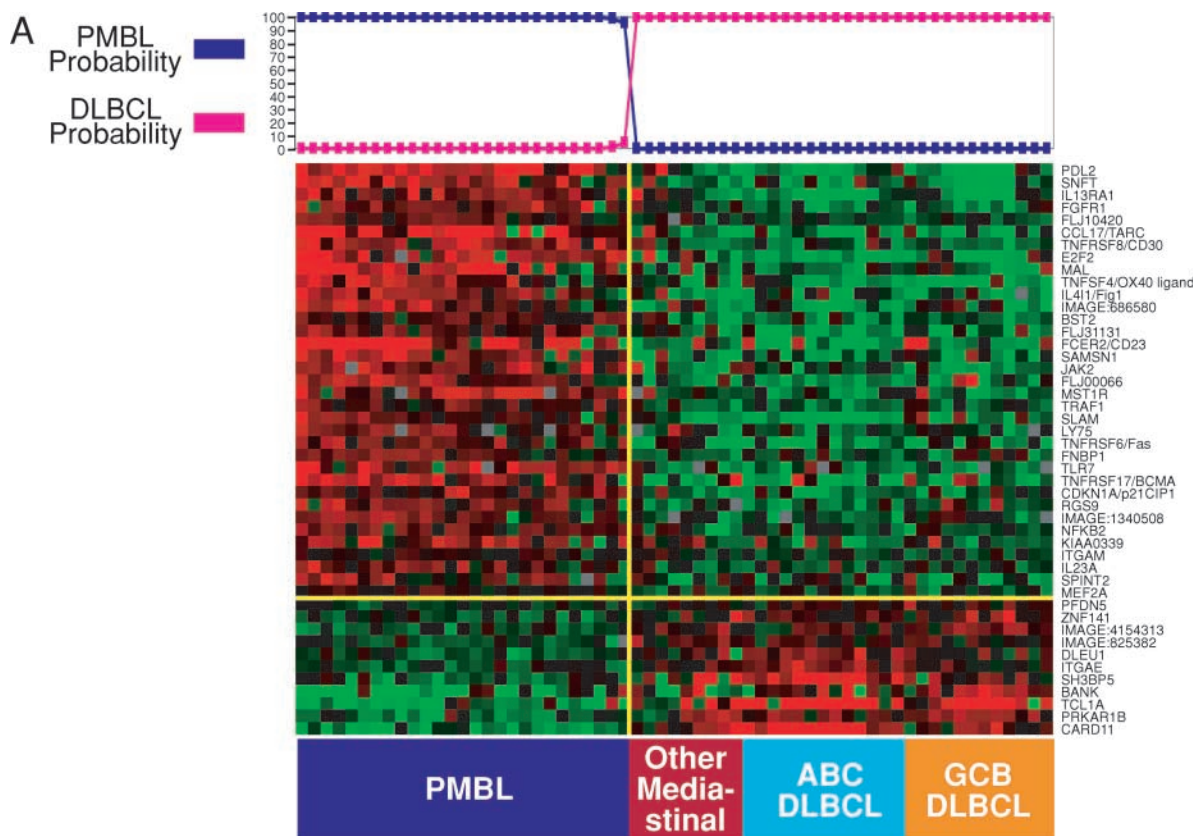 A
PMBL
Probability
DLBCL
Probability
100
90
80
70
60
50
40
30
20
10
0
PDL2
SNFT
IL13RA1
FGFR1
FLJ10420
CCL17/TARC
TNFRSF8/CD30
E2F2
MAL
TNFSF4/OX40 ligand
IL4I1/Fig1
IMAGE:686580
BST2
FLJ31131
FCER2/CD23
SAMSN1
JAK2
FLJ00066
MST1R
TRAF1
SLAM
LY75
TNFRSF6/Fas
FNBP1
TLR7
TNFRSF17/BCMA
CDKN1A/p21CIP1
RGS9
IMAGE:1340508
NFKB2
KIAA0339
ITGAM
IL23A
SPINT2
MEF2A
PFDN5
ZNF141
IMAGE:4154313
IMAGE:825382
DLEU1
ITGAE
SH3BP5
BANK
TCL1A
PRKAR1B
CARD11
PMBL
Other
Media-
stinal
ABC
DLBCL
GCB
DLBCL